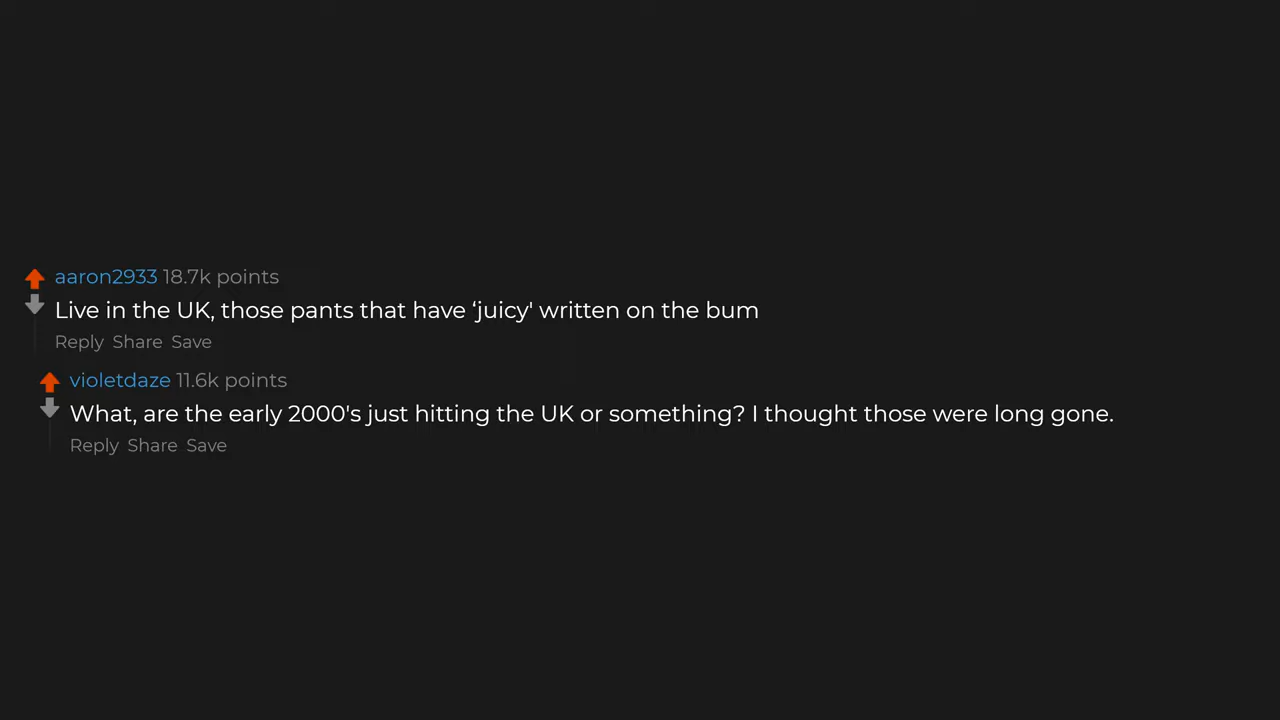 aaron2933 18.7k points
Live in the UK, those pants that have ‘juicy' written on the bum
Reply Share Save
violetdaze 11.6k points
What, are the early 2000's just hitting the UK or something? I thought those were long gone.
Reply Share Save